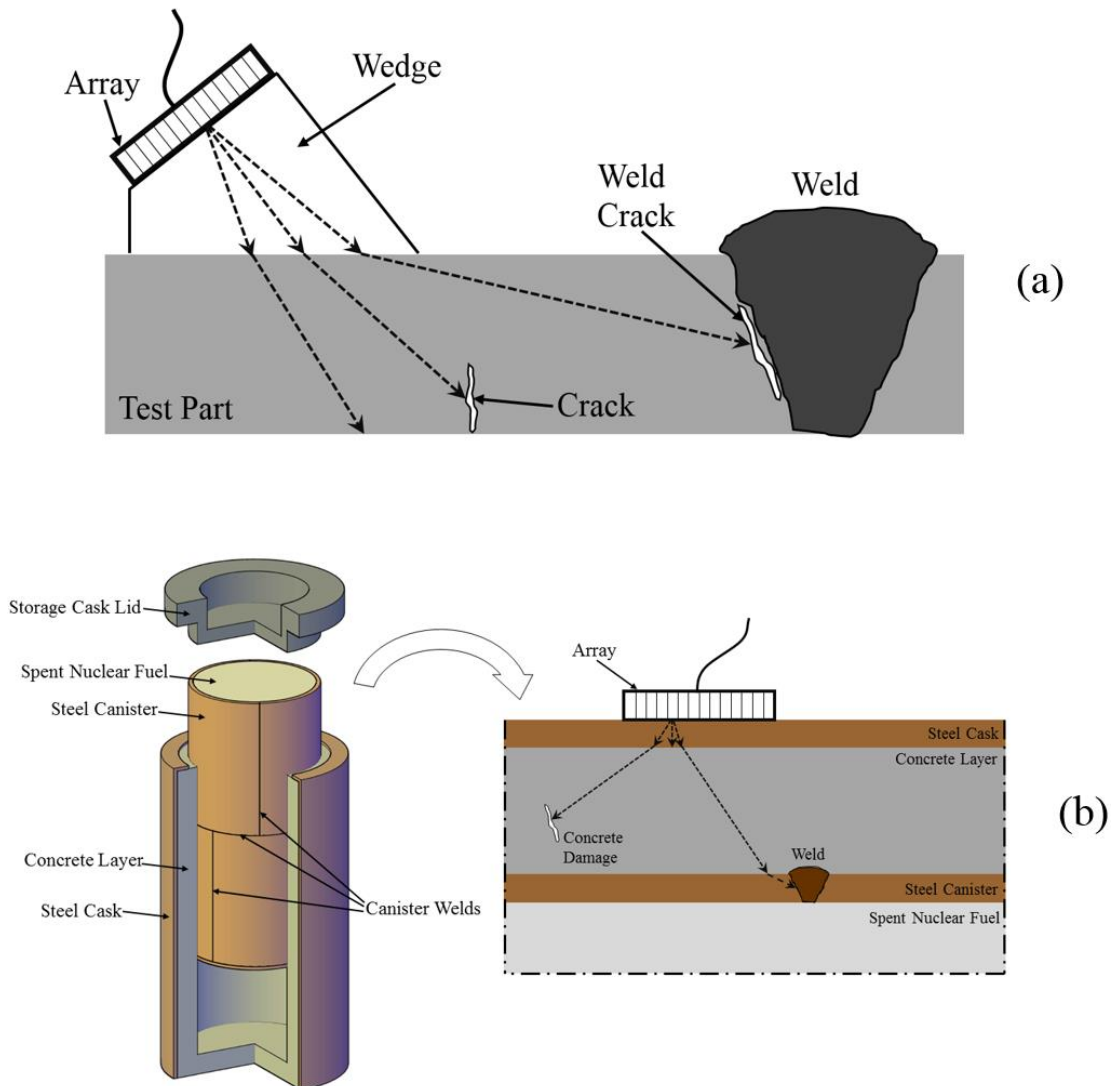 Array
Wedge
Weld
Crack
Weld
(a)
Test Part
Crack
Storage Cask Lid
Spent Nuclear Fuel
Steel Canister
Concrete Layer
Steel Cask
Canister Welds
Array
Steel Cask
Concrete Layer
Concrete
Damage
Weld
Steel Canister
Spent Nuclear Fuel
(b)